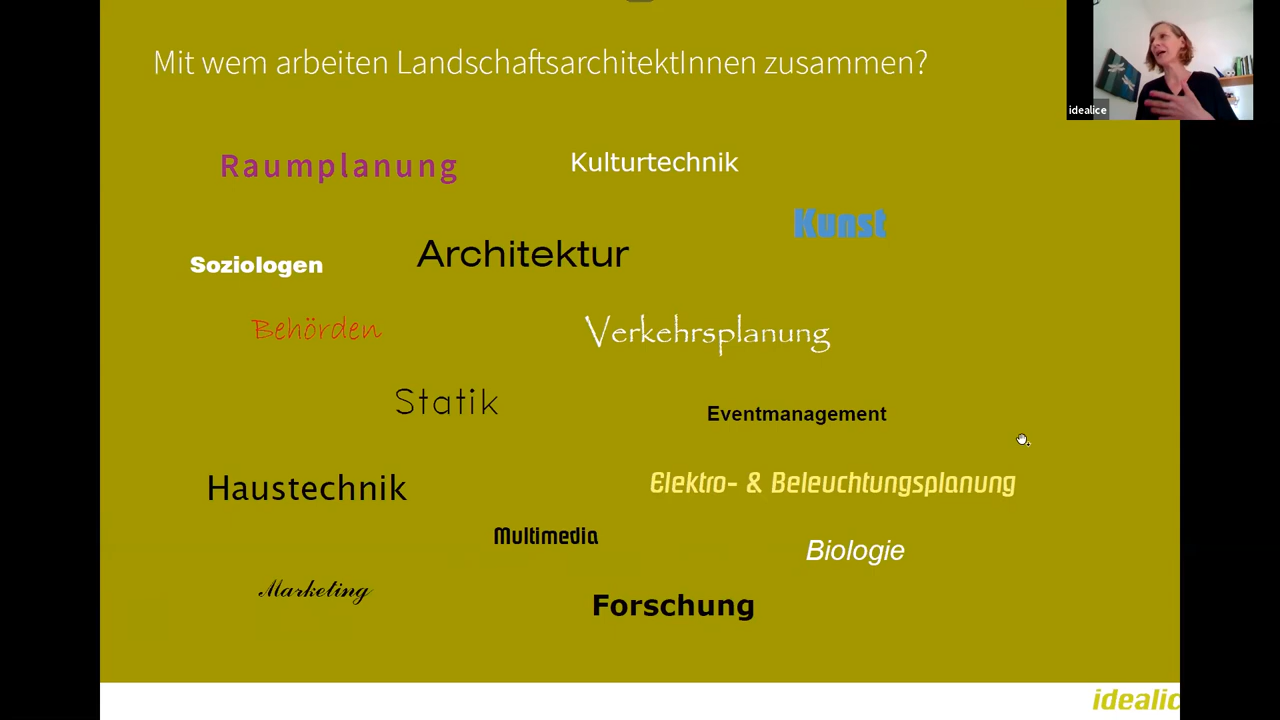 Mit wem arbeiten LandschaftsarchitektInnen zusammen?
idealice
Raumplanung
Kulturtechnik
Kunst
Architektur
Soziologen
Behörden
Verkehrsplanung
Statik
Eventmanagement
Haustechnik
Elektro- & Beleuchtungsplanung
Multimedia
Biologie
Marketing
Forschung
idealic